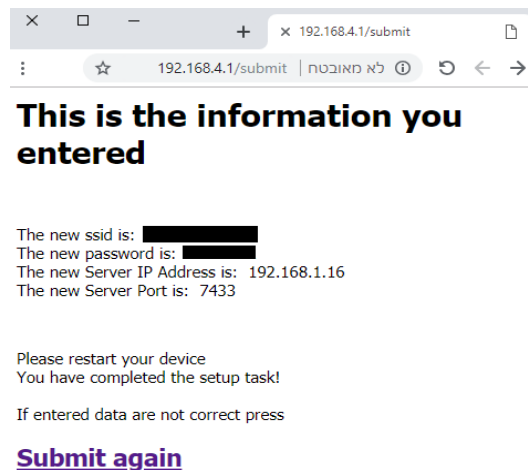 192.168.4.1/submit
192.168.4.1/submit | לא מאובטח
This is the information you
entered
The new ssid is:
The new password is:
The new Server IP Address is: 192.168.1.16
The new Server Port is: 7433
Please restart your device
You have completed the setup task!
If entered data are not correct press
Submit again